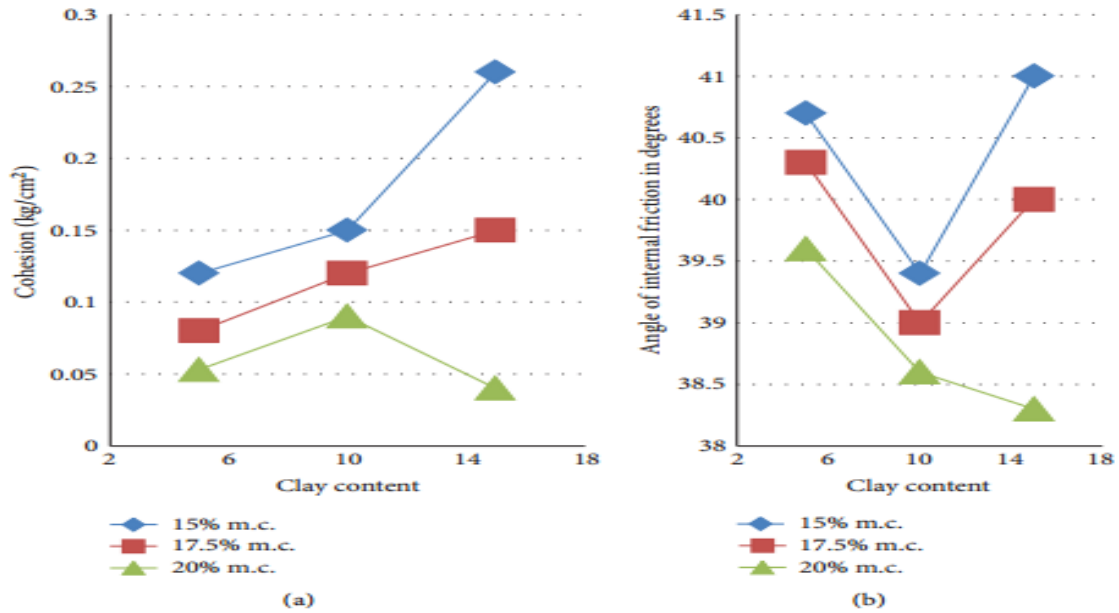 Cohesion (kg/cm²)
0.3
0.25
0.2
0.15
0.1
0.05
0
2
6
10
14
18
Clay content
15% m.c.
17.5% m.c.
20% m.c.
(a)
Angle of internal friction in degrees
41.5
41
40.5
40
39.5
39
38.5
38
2
6
10
14
18
Clay content
15% m.c.
17.5% m.c.
20% m.c.
(b)